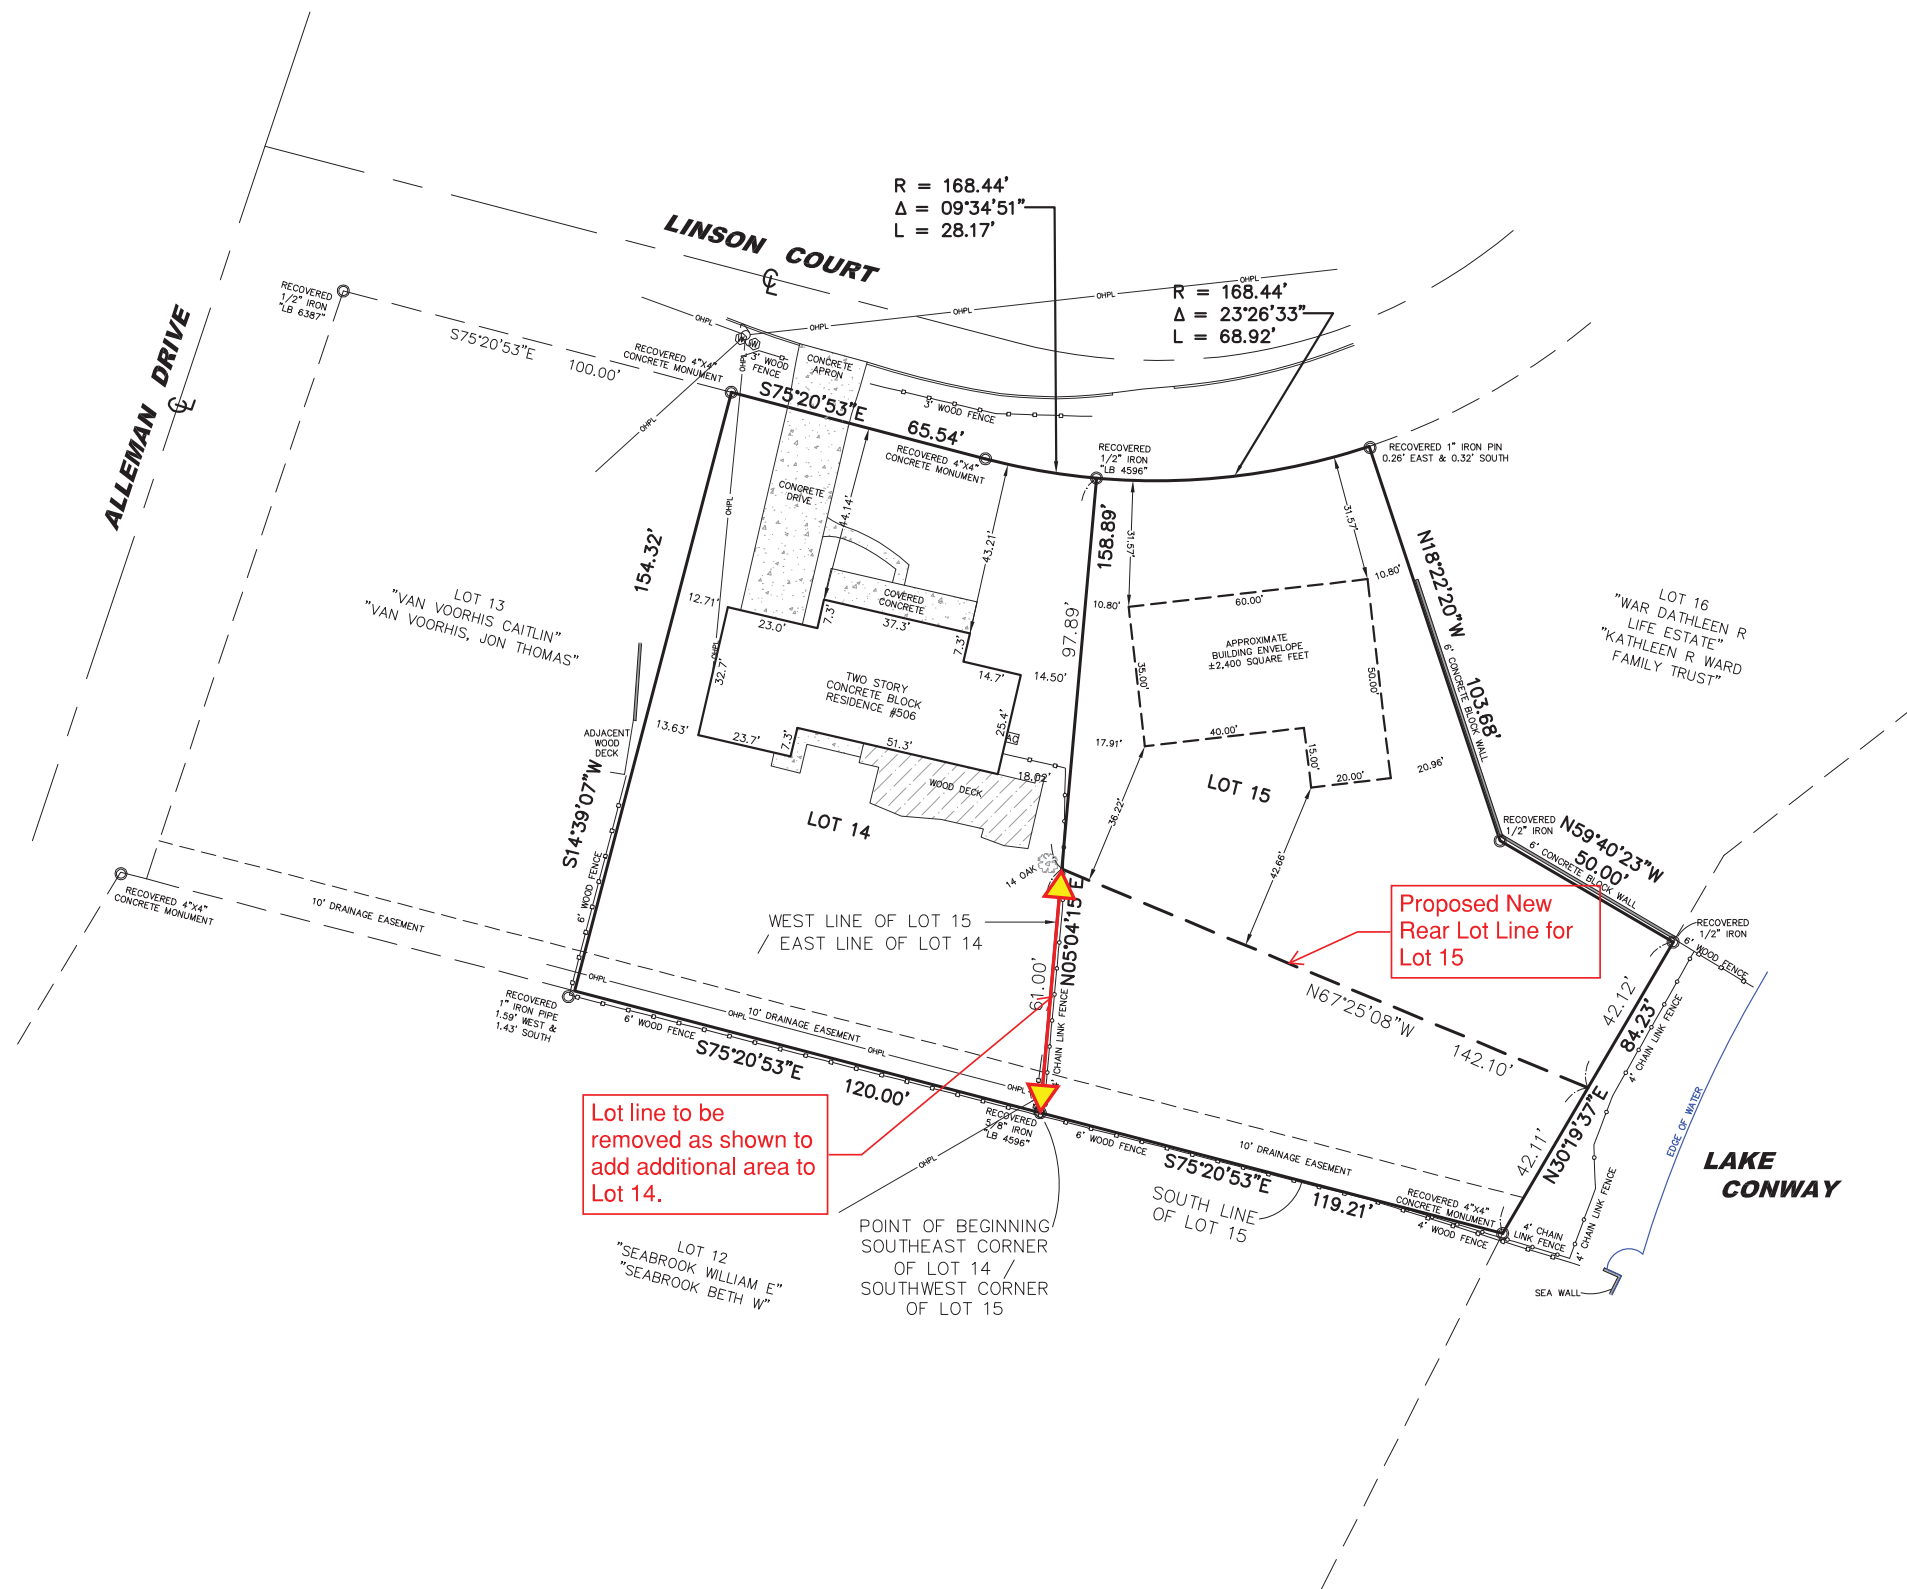 R = 168.44'
Δ = 09°34'51"
L = 28.17'
LINSON COURT
℄
R = 168.44'
Δ = 23°26'33"
L = 68.92'
OHPL
OHPL
OHPL
OHPL
OHPL
RECOVERED
1/2" IRON
"LB 6387"
S75°20'53"E
100.00'
ALLEMAN DRIVE
℄
RECOVERED 4"X4"
CONCRETE MONUMENT
W
W
3' WOOD
FENCE
OHPL
OHPL
OHPL
OHPL
CONCRETE
APRON
S75°20'53"E
65.54'
3' WOOD FENCE
RECOVERED 4"X4"
CONCRETE MONUMENT
RECOVERED
1/2" IRON
"LB 4596"
RECOVERED 1" IRON PIN
0.26' EAST & 0.32' SOUTH
CONCRETE
DRIVE
44.14'
43.21'
158.89'
97.89'
31.57'
31.57'
154.32'
N18°22'20"W
103.68'
6' CONCRETE BLOCK WALL
LOT 13
"VAN VOORHIS CAITLIN"
"VAN VOORHIS, JON THOMAS"
12.71'
23.0'
7.3'
COVERED
CONCRETE
37.3'
7.3'
14.7'
14.50'
32.7'
TWO STORY
CONCRETE BLOCK
RESIDENCE #506
25.4'
AC
13.63'
23.7'
7.3'
51.3'
18.02'
WOOD DECK
10.80'
60.00'
10.80'
APPROXIMATE
BUILDING ENVELOPE
±2,400 SQUARE FEET
35.00'
50.00'
17.91'
40.00'
15.00'
20.00'
20.96'
36.22'
42.66'
LOT 15
LOT 14
LOT 16
"WAR DATHLEEN R
LIFE ESTATE"
"KATHLEEN R WARD
FAMILY TRUST"
ADJACENT
WOOD
DECK
S14°39'07"W
6' WOOD FENCE
RECOVERED
1/2" IRON
N59°40'23"W
50.00'
6' CONCRETE BLOCK WALL
14 OAK
RECOVERED 4"X4"
CONCRETE MONUMENT
10' DRAINAGE EASEMENT
WEST LINE OF LOT 15
/ EAST LINE OF LOT 14
N05°04'15"E
61.00'
4' CHAIN LINK FENCE
Proposed New
Rear Lot Line for
Lot 15
RECOVERED
1/2" IRON
6' WOOD FENCE
N67°25'08"W
142.10'
42.12'
84.23'
4' CHAIN LINK FENCE
N30°19'37"E
42.11'
RECOVERED
1" IRON PIPE
1.59' WEST &
1.43' SOUTH
OHPL
OHPL
OHPL
OHPL
OHPL
10' DRAINAGE EASEMENT
6' WOOD FENCE
S75°20'53"E
120.00'
Lot line to be
removed as shown to
add additional area to
Lot 14.
RECOVERED
5/8" IRON
"LB 4596"
6' WOOD FENCE
10' DRAINAGE EASEMENT
S75°20'53"E
119.21'
SOUTH LINE
OF LOT 15
RECOVERED 4"X4"
CONCRETE MONUMENT
4' WOOD FENCE
4' CHAIN
LINK FENCE
4' CHAIN LINK FENCE
EDGE OF WATER
LAKE
CONWAY
SEA WALL
POINT OF BEGINNING
SOUTHEAST CORNER
OF LOT 14 /
SOUTHWEST CORNER
OF LOT 15
LOT 12
"SEABROOK WILLIAM E"
"SEABROOK BETH W"